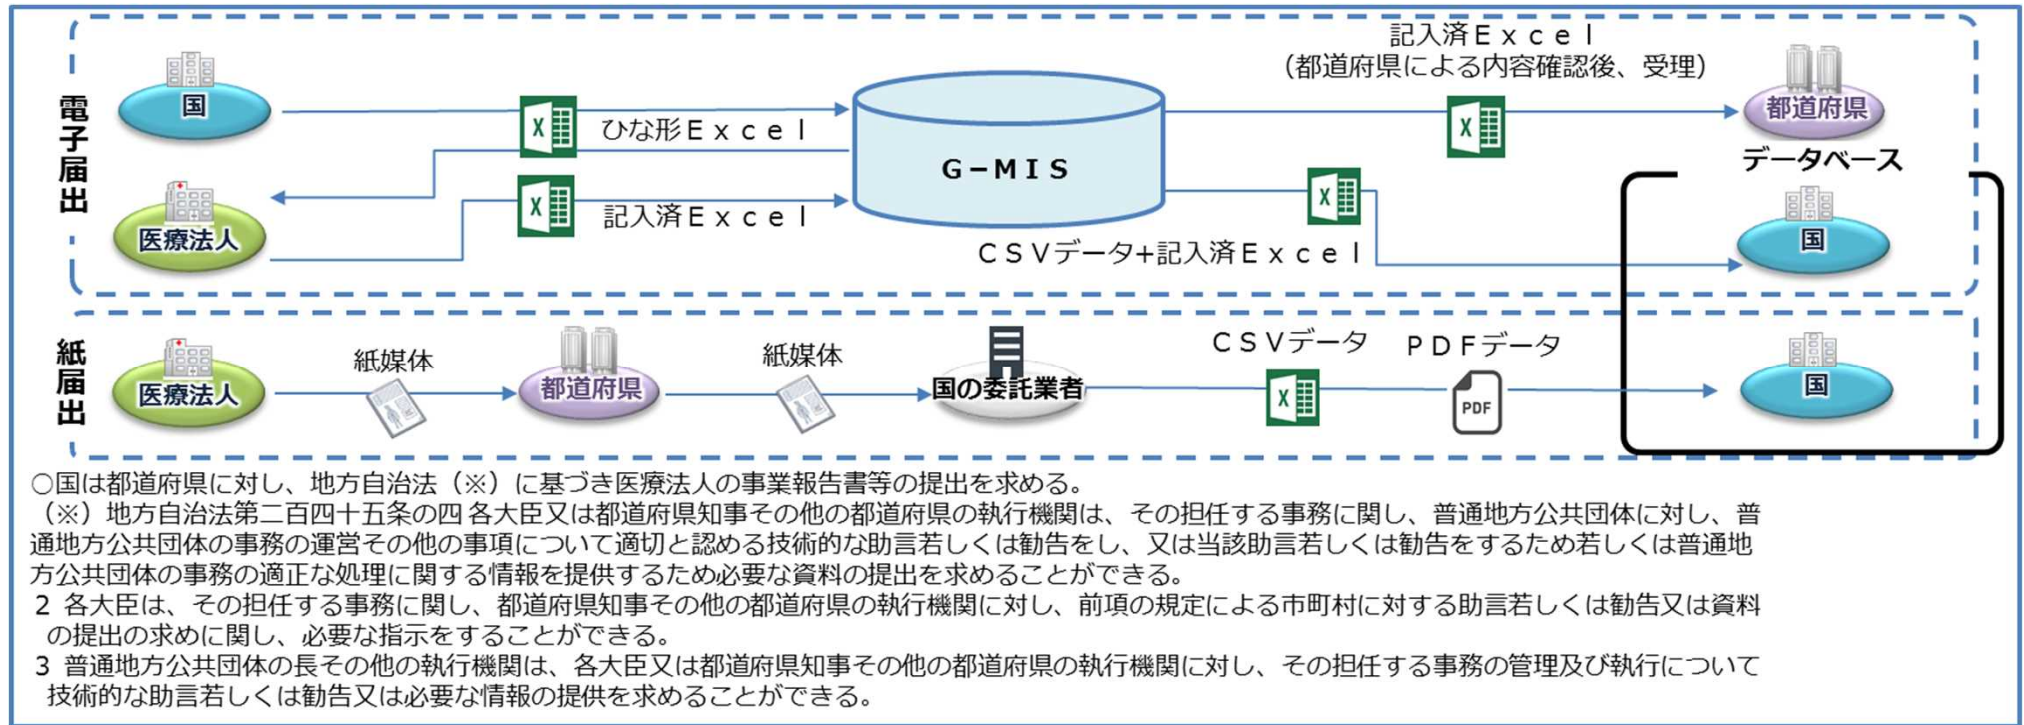 電子届出
国
ひな形Ｅｘｃｅｌ
医療法人
記入済Ｅｘｃｅｌ
Ｇ－ＭＩＳ
記入済Ｅｘｃｅｌ
（都道府県による内容確認後、受理）
都道府県
データベース
国
ＣＳＶデータ+記入済Ｅｘｃｅｌ
紙届出
医療法人
紙媒体
都道府県
紙媒体
国の委託業者
ＣＳＶデータ
ＰＤＦデータ
PDF
国
○国は都道府県に対し、地方自治法（※）に基づき医療法人の事業報告書等の提出を求める。
（※）地方自治法第二百四十五条の四 各大臣又は都道府県知事その他の都道府県の執行機関は、その担任する事務に関し、普通地方公共団体に対し、普
通地方公共団体の事務の運営その他の事項について適切と認める技術的な助言若しくは勧告をし、又は当該助言若しくは勧告をするため若しくは普通地
方公共団体の事務の適正な処理に関する情報を提供するため必要な資料の提出を求めることができる。
２ 各大臣は、その担任する事務に関し、都道府県知事その他の都道府県の執行機関に対し、前項の規定による市町村に対する助言若しくは勧告又は資料
の提出の求めに関し、必要な指示をすることができる。
３ 普通地方公共団体の長その他の執行機関は、各大臣又は都道府県知事その他の都道府県の執行機関に対し、その担任する事務の管理及び執行について
技術的な助言若しくは勧告又は必要な情報の提供を求めることができる。